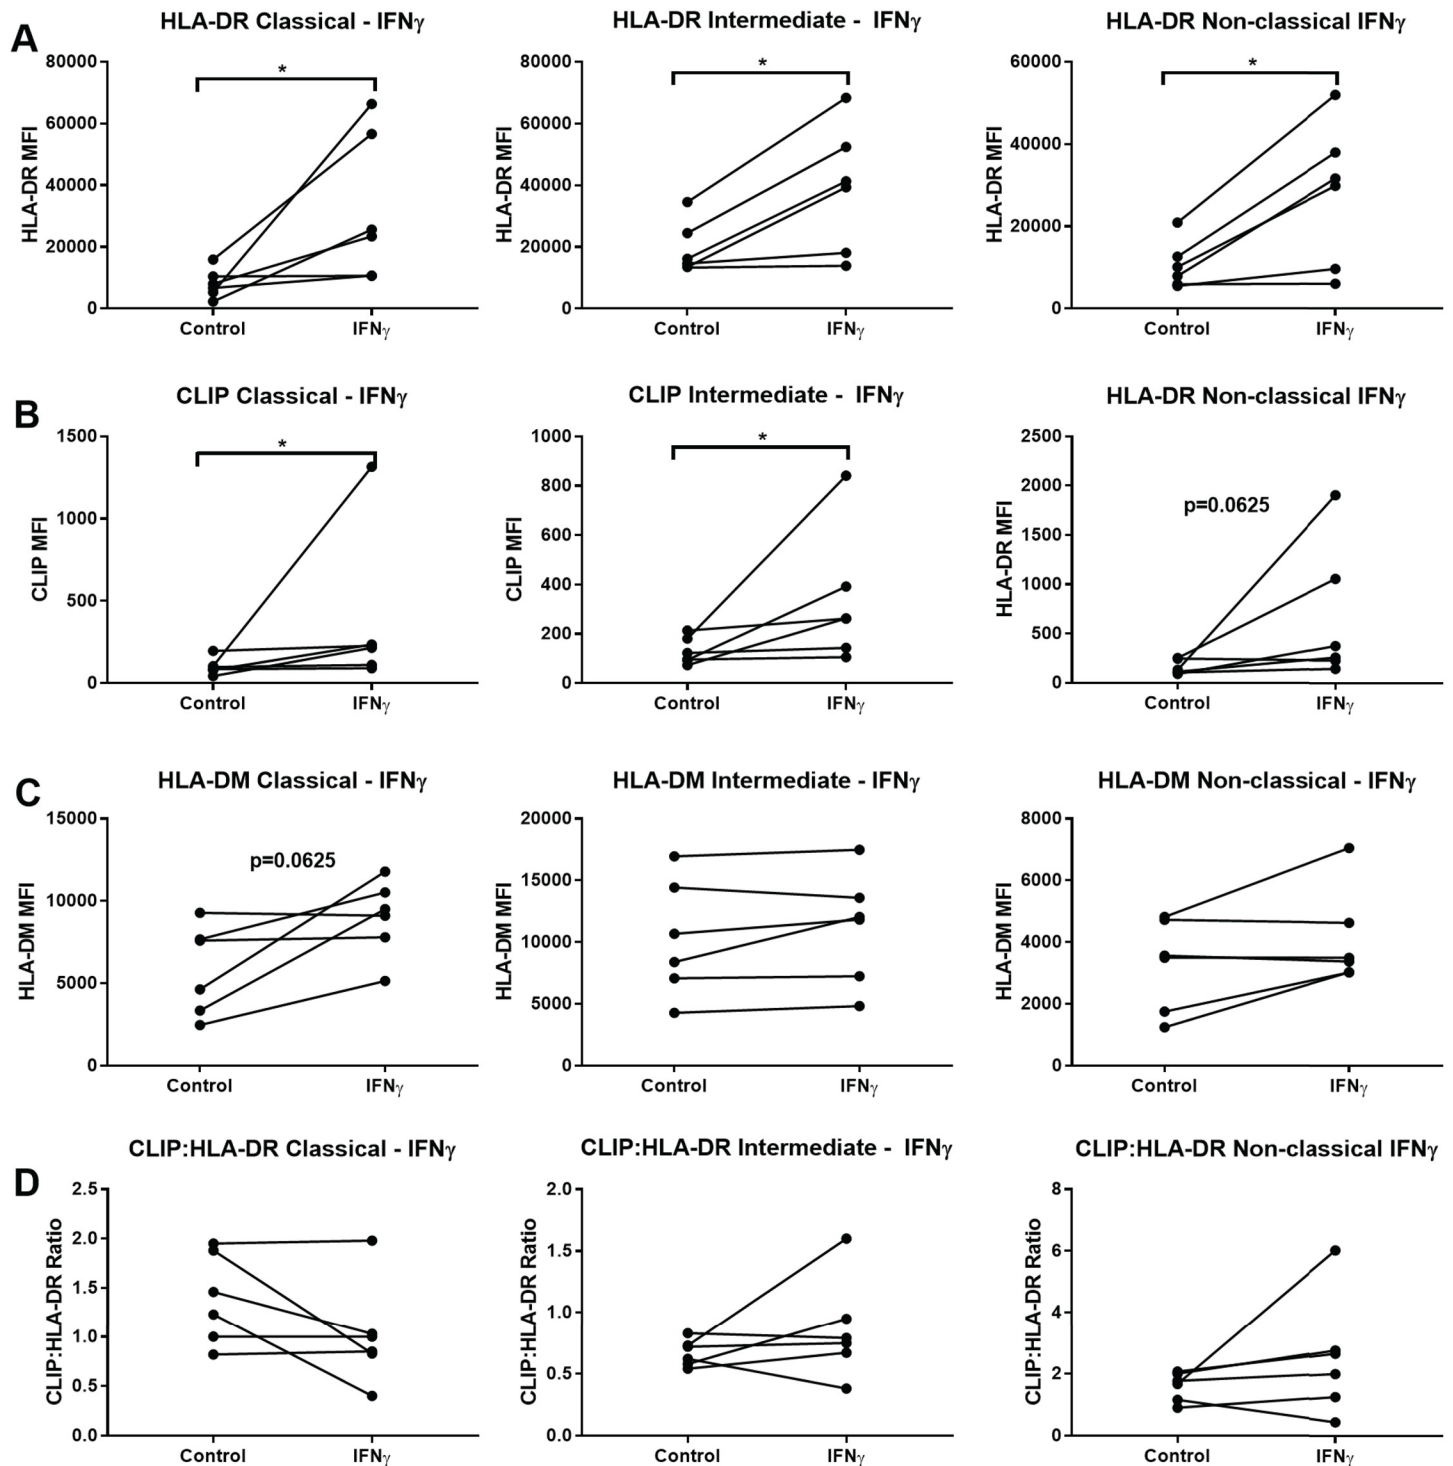 A
HLA-DR Classical - IFNγ
HLA-DR MFI
80000
60000
40000
20000
0
*
Control
IFNγ
HLA-DR Intermediate - IFNγ
HLA-DR MFI
80000
60000
40000
20000
0
*
Control
IFNγ
HLA-DR Non-classical IFNγ
HLA-DR MFI
60000
40000
20000
0
*
Control
IFNγ
B
CLIP Classical - IFNγ
CLIP MFI
1500
1000
500
0
*
Control
IFNγ
CLIP Intermediate - IFNγ
CLIP MFI
1000
800
600
400
200
0
*
Control
IFNγ
HLA-DR Non-classical IFNγ
HLA-DR MFI
2500
2000
1500
1000
500
0
p=0.0625
Control
IFNγ
C
HLA-DM Classical - IFNγ
HLA-DM MFI
15000
10000
5000
0
p=0.0625
Control
IFNγ
HLA-DM Intermediate - IFNγ
HLA-DM MFI
20000
15000
10000
5000
0
Control
IFNγ
HLA-DM Non-classical - IFNγ
HLA-DM MFI
8000
6000
4000
2000
0
Control
IFNγ
D
CLIP:HLA-DR Classical - IFNγ
CLIP:HLA-DR Ratio
2.5
2.0
1.5
1.0
0.5
0.0
Control
IFNγ
CLIP:HLA-DR Intermediate - IFNγ
CLIP:HLA-DR Ratio
2.0
1.5
1.0
0.5
0.0
Control
IFNγ
CLIP:HLA-DR Non-classical IFNγ
CLIP:HLA-DR Ratio
8
6
4
2
0
Control
IFNγ